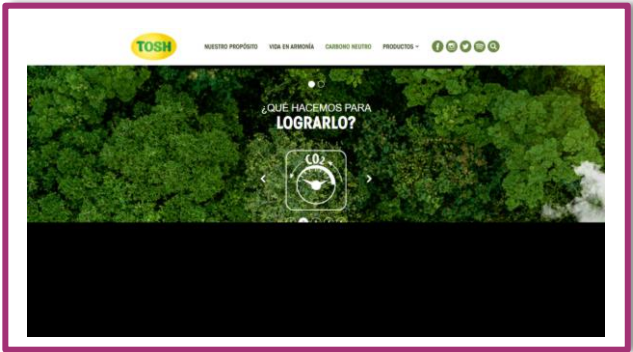 TOSH
NUESTRO PROPÓSITO VIDA EN ARMONÍA CARBONO NEUTRO PRODUCTOS
¿QUÉ HACEMOS PARA
LOGRARLO?
CO2